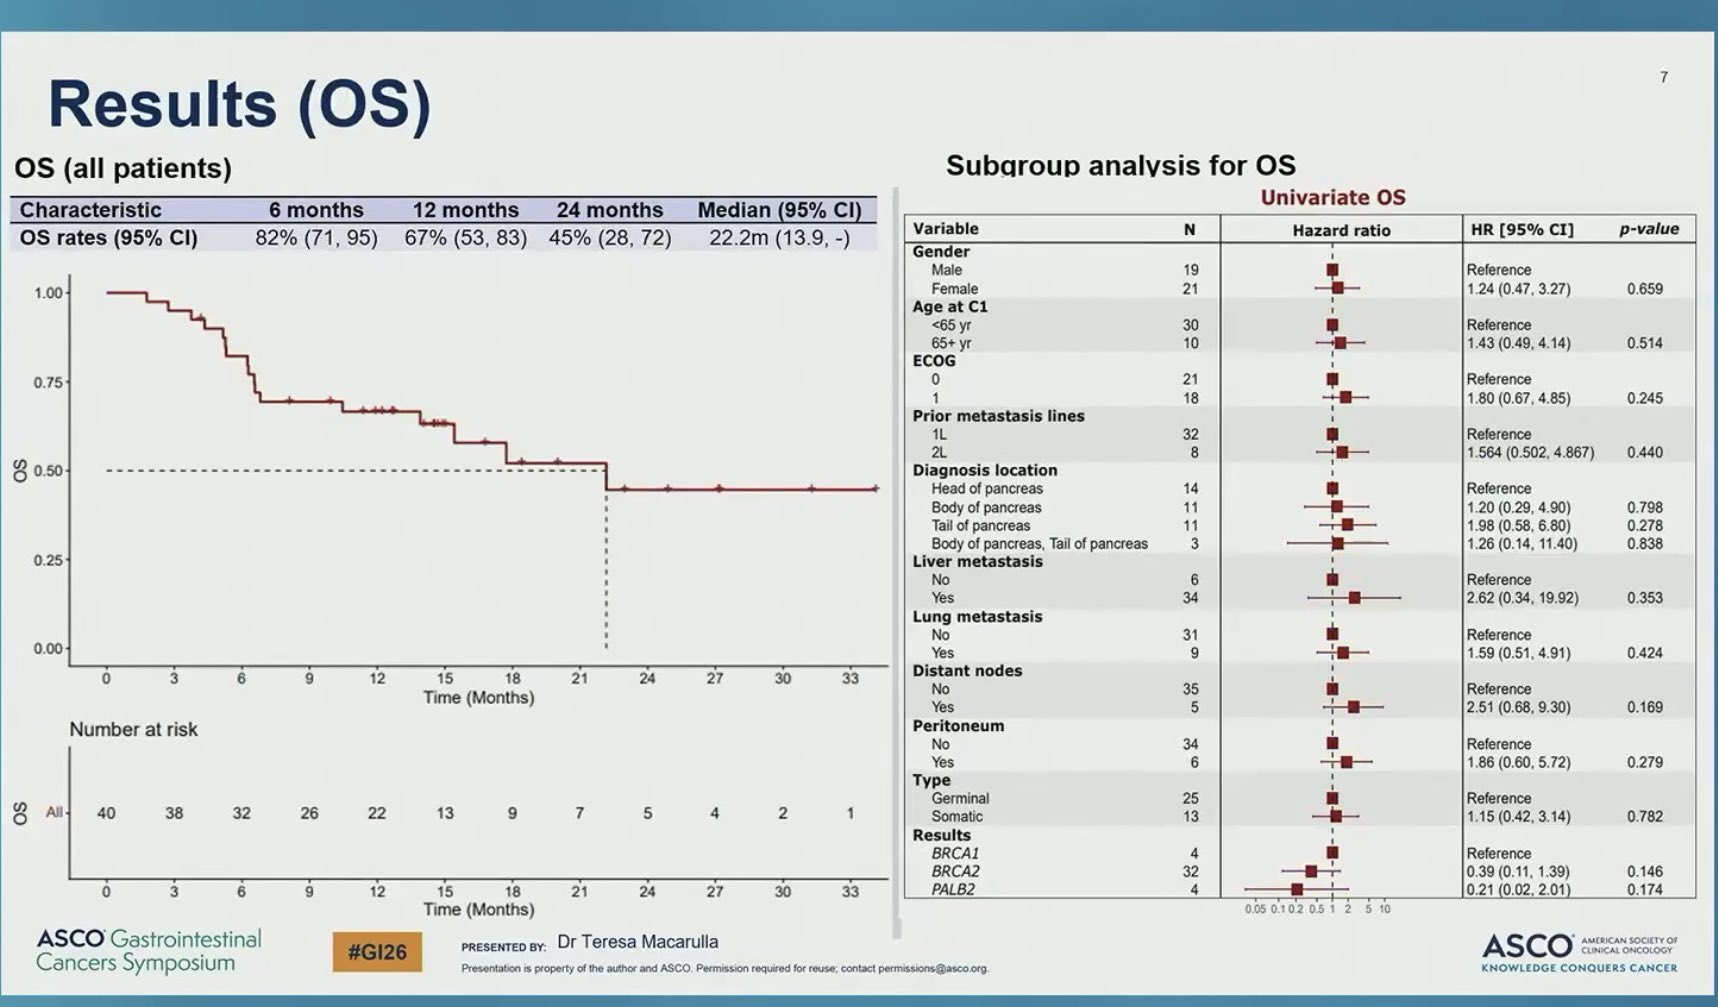 7
Results (OS)
OS (all patients)
Characteristic 6 months 12 months 24 months Median (95% CI)
OS rates (95% CI) 82% (71, 95) 67% (53, 83) 45% (28, 72) 22.2m (13.9, -)
1.00
0.75
0.50
0.25
0.00
OS
0 3 6 9 12 15 18 21 24 27 30 33
Time (Months)
Number at risk
OS
All 40 38 32 26 22 13 9 7 5 4 2 1
0 3 6 9 12 15 18 21 24 27 30 33
Time (Months)
Subgroup analysis for OS
Univariate OS
Variable N Hazard ratio HR [95% CI] p-value
Gender
Male 19 Reference
Female 21 1.24 (0.47, 3.27) 0.659
Age at C1
<65 yr 30 Reference
65+ yr 10 1.43 (0.49, 4.14) 0.514
ECOG
0 21 Reference
1 18 1.80 (0.67, 4.85) 0.245
Prior metastasis lines
1L 32 Reference
2L 8 1.564 (0.502, 4.867) 0.440
Diagnosis location
Head of pancreas 14 Reference
Body of pancreas 11 1.20 (0.29, 4.90) 0.798
Tail of pancreas 11 1.98 (0.58, 6.80) 0.278
Body of pancreas, Tail of pancreas 3 1.26 (0.14, 11.40) 0.838
Liver metastasis
No 6 Reference
Yes 34 2.62 (0.34, 19.92) 0.353
Lung metastasis
No 31 Reference
Yes 9 1.59 (0.51, 4.91) 0.424
Distant nodes
No 35 Reference
Yes 5 2.51 (0.68, 9.30) 0.169
Peritoneum
No 34 Reference
Yes 6 1.86 (0.60, 5.72) 0.279
Type
Germinal 25 Reference
Somatic 13 1.15 (0.42, 3.14) 0.782
Results
BRCA1 4 Reference
BRCA2 32 0.39 (0.11, 1.39) 0.146
PALB2 4 0.21 (0.02, 2.01) 0.174
0.05 0.1 0.2 0.5 1 2 5 10
ASCO Gastrointestinal
Cancers Symposium
#GI26
PRESENTED BY: Dr Teresa Macarulla
Presentation is property of the author and ASCO. Permission required for reuse; contact permissions@asco.org.
ASCO AMERICAN SOCIETY OF
CLINICAL ONCOLOGY
KNOWLEDGE CONQUERS CANCER